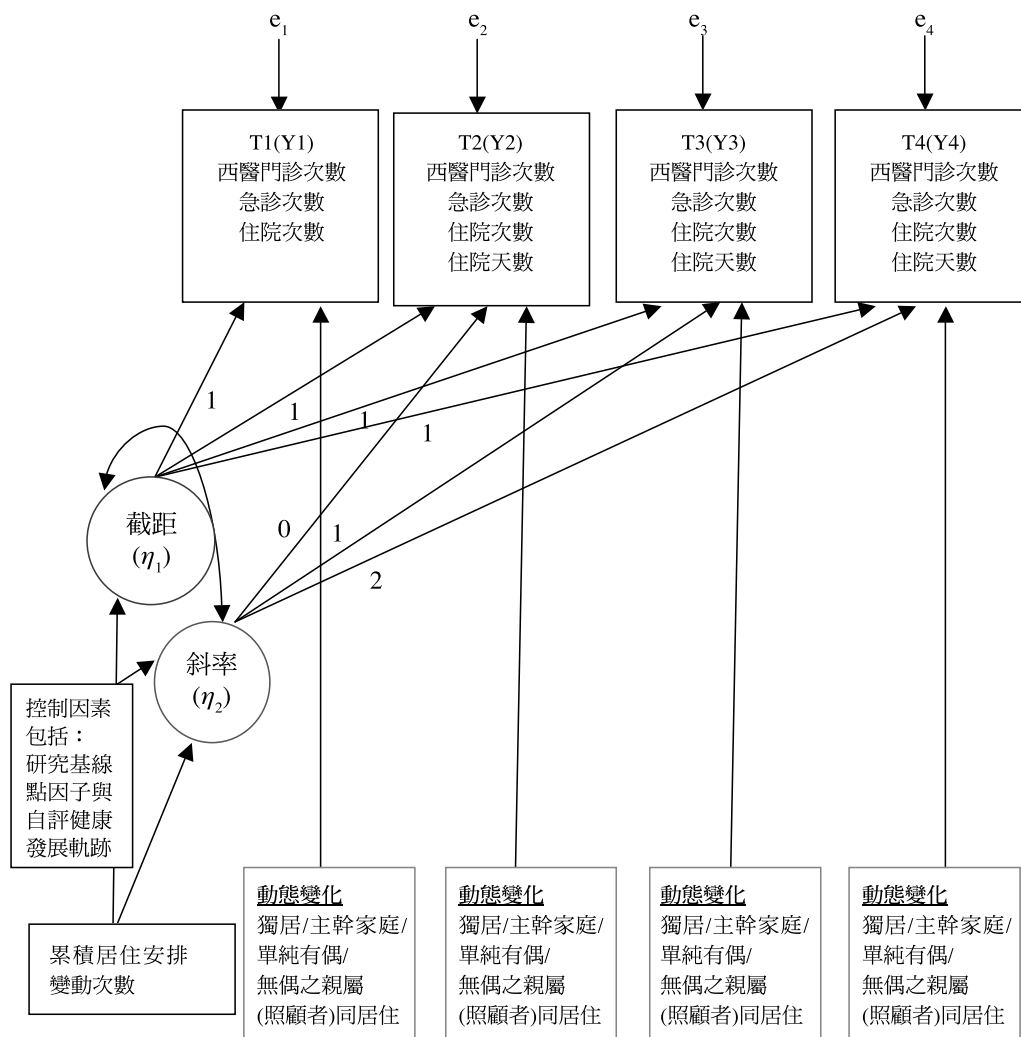 e1
e2
e3
e4
T1(Y1)
西醫門診次數
急診次數
住院次數
T2(Y2)
西醫門診次數
急診次數
住院次數
住院天數
T3(Y3)
西醫門診次數
急診次數
住院次數
住院天數
T4(Y4)
西醫門診次數
急診次數
住院次數
住院天數
1
1
1
1
截距
(η1)
0
1
2
斜率
(η2)
控制因素
包括：
研究基線
點因子與
自評健康
發展軌跡
累積居住安排
變動次數
動態變化
獨居/主幹家庭/
單純有偶/
無偶之親屬
(照顧者)同居住
動態變化
獨居/主幹家庭/
單純有偶/
無偶之親屬
(照顧者)同居住
動態變化
獨居/主幹家庭/
單純有偶/
無偶之親屬
(照顧者)同居住
動態變化
獨居/主幹家庭/
單純有偶/
無偶之親屬
(照顧者)同居住